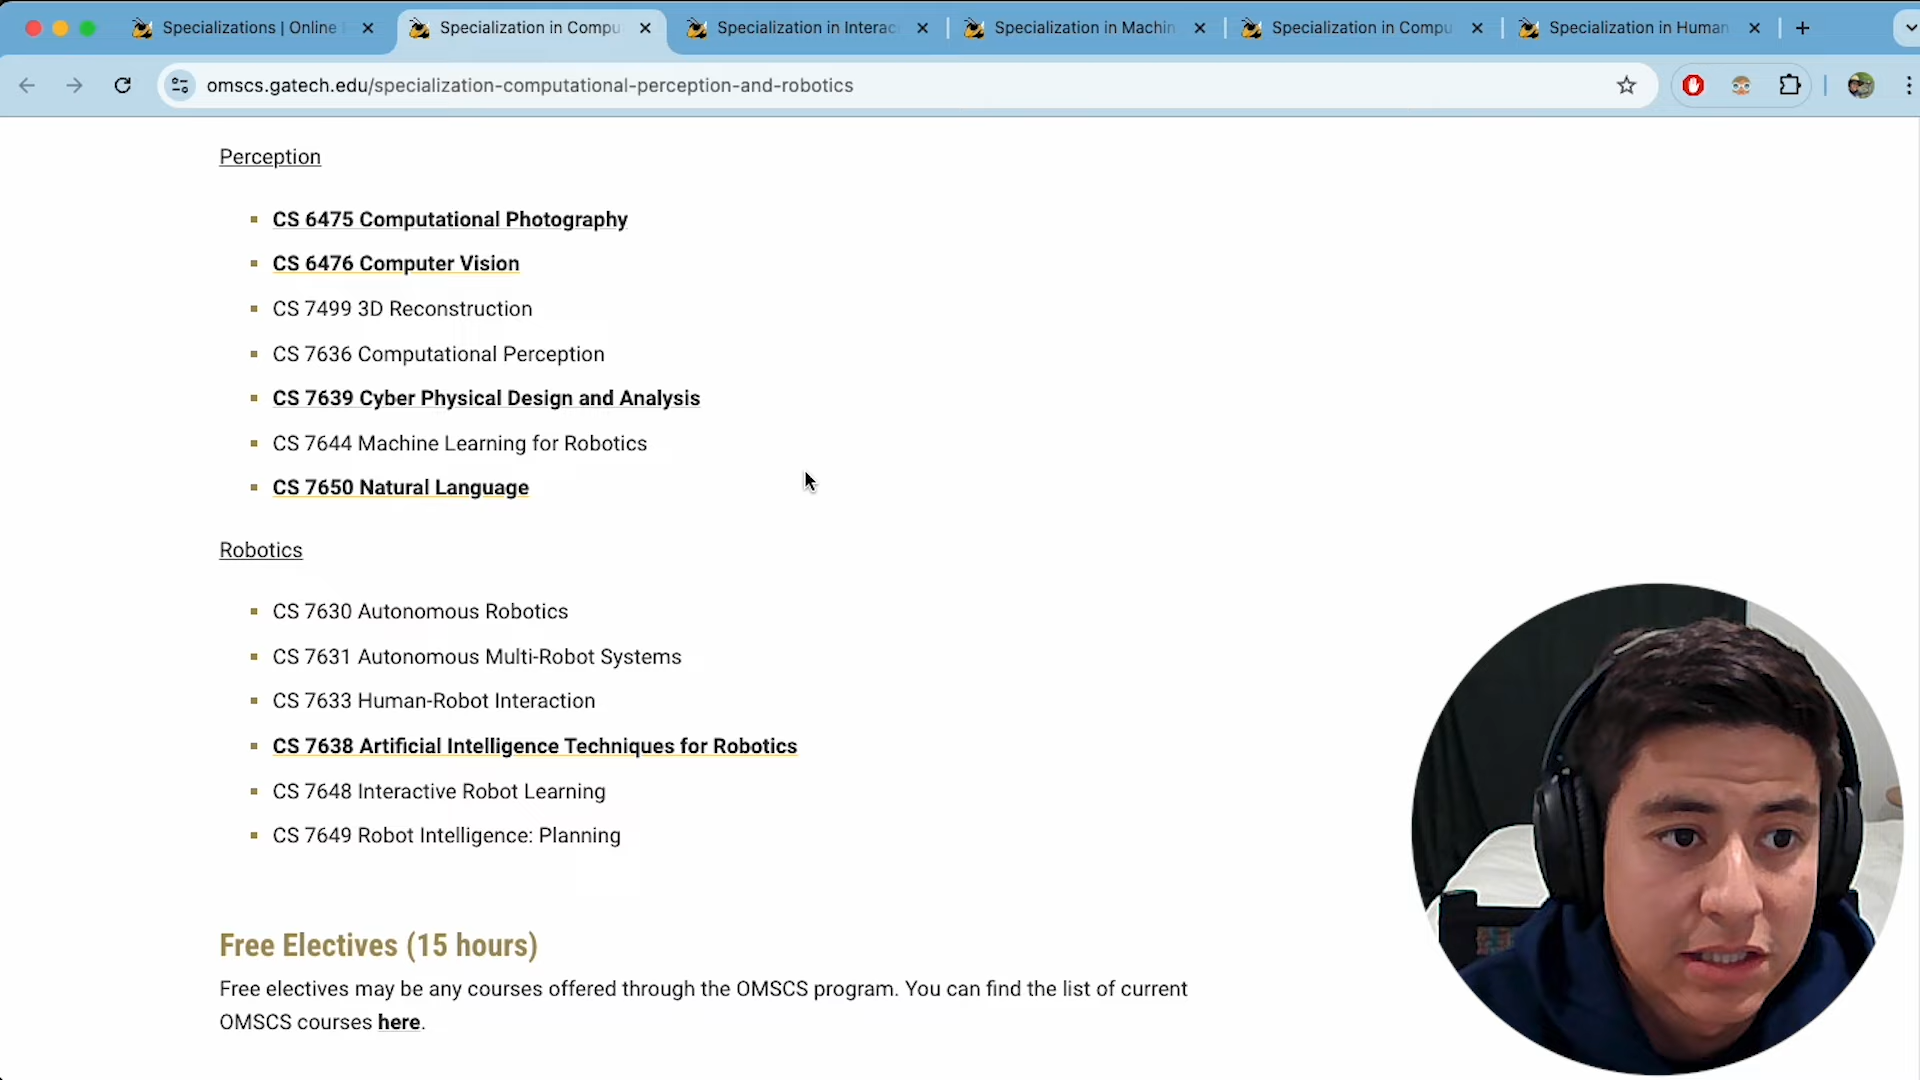 Specializations | Online
Specialization in Compu
Specialization in Interac
Specialization in Machin
Specialization in Compu
Specialization in Human
omscs.gatech.edu/specialization-computational-perception-and-robotics
Perception
CS 6475 Computational Photography
CS 6476 Computer Vision
CS 7499 3D Reconstruction
CS 7636 Computational Perception
CS 7639 Cyber Physical Design and Analysis
CS 7644 Machine Learning for Robotics
CS 7650 Natural Language
Robotics
CS 7630 Autonomous Robotics
CS 7631 Autonomous Multi-Robot Systems
CS 7633 Human-Robot Interaction
CS 7638 Artificial Intelligence Techniques for Robotics
CS 7648 Interactive Robot Learning
CS 7649 Robot Intelligence: Planning
Free Electives (15 hours)
Free electives may be any courses offered through the OMSCS program. You can find the list of current
OMSCS courses here.